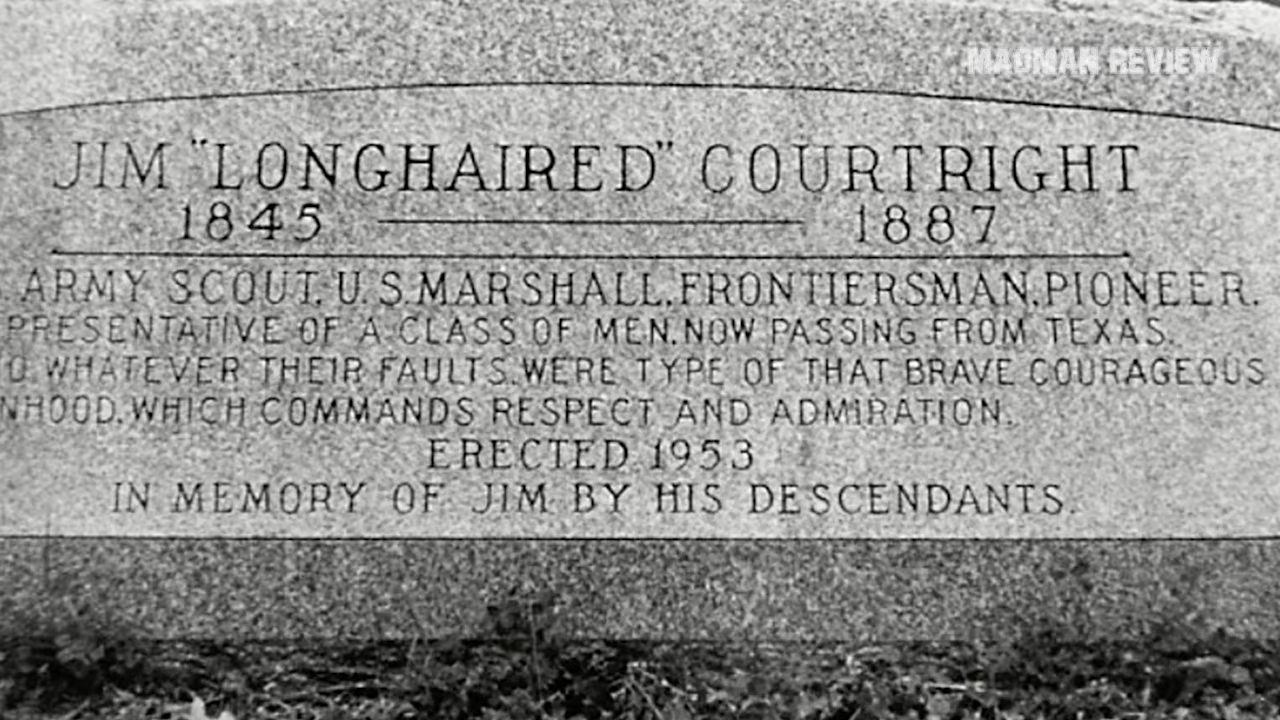 MADMAN REVIEW
JIM "LONGHAIRED" COURTRIGHT
1845 1887
ARMY SCOUT, U.S. MARSHALL, FRONTIERSMAN, PIONEER.
PRESENTATIVE OF A CLASS OF MEN, NOW PASSING FROM TEXAS.
O WHATEVER THEIR FAULTS, WERE TYPE OF THAT BRAVE COURAGEOUS
NHOOD, WHICH COMMANDS RESPECT AND ADMIRATION.
ERECTED 1953
IN MEMORY OF JIM BY HIS DESCENDANTS.